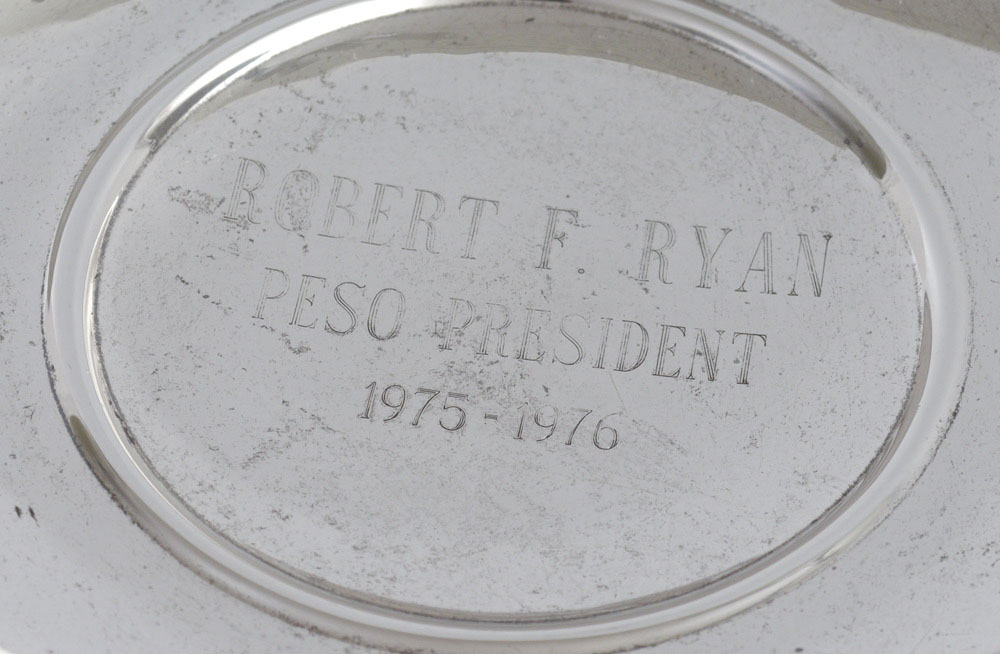 ROBERT F. RYAN
PESO PRESIDENT
1975-1976